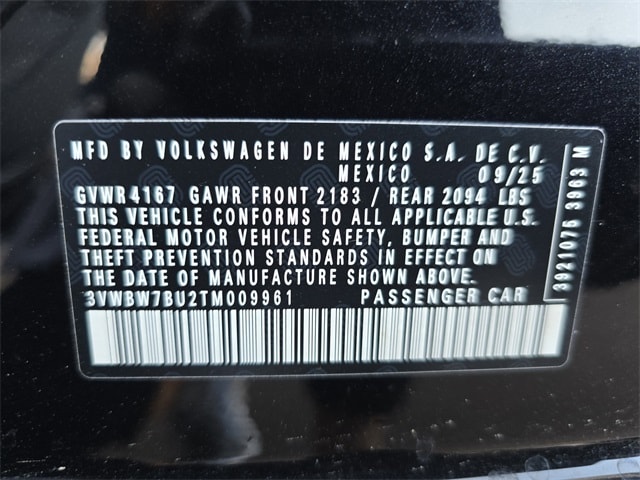 MFD BY VOLKSWAGEN DE MEXICO S.A. DE C.V.
MEXICO 09/25
GVWR 4167 GAWR FRONT 2183 / REAR 2094 LBS
THIS VEHICLE CONFORMS TO ALL APPLICABLE U.S.
FEDERAL MOTOR VEHICLE SAFETY, BUMPER AND
THEFT PREVENTION STANDARDS IN EFFECT ON
THE DATE OF MANUFACTURE SHOWN ABOVE.
3VWBW7BU2TM009961 PASSENGER CAR
3921075 3963 M